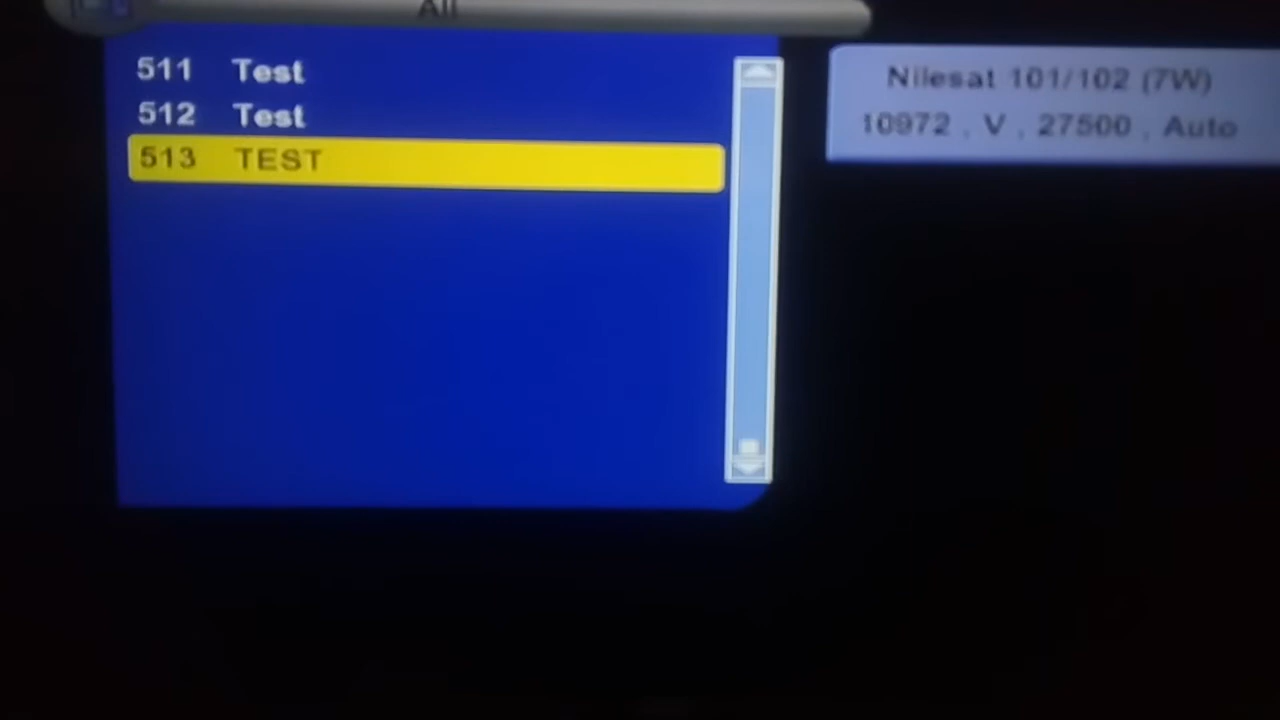 All
511 Test
512 Test
513 TEST
Nilesat 101/102 (7W)
10972 , V , 27500 , Auto